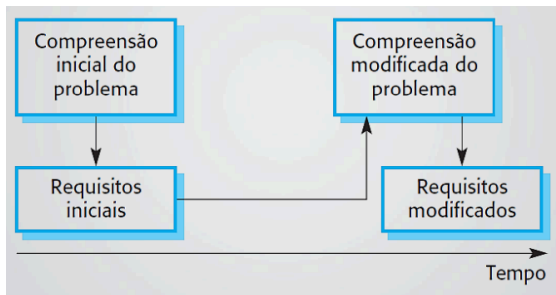 Compreensão
inicial do
problema
Compreensão
modificada do
problema
Requisitos
iniciais
Requisitos
modificados
Tempo